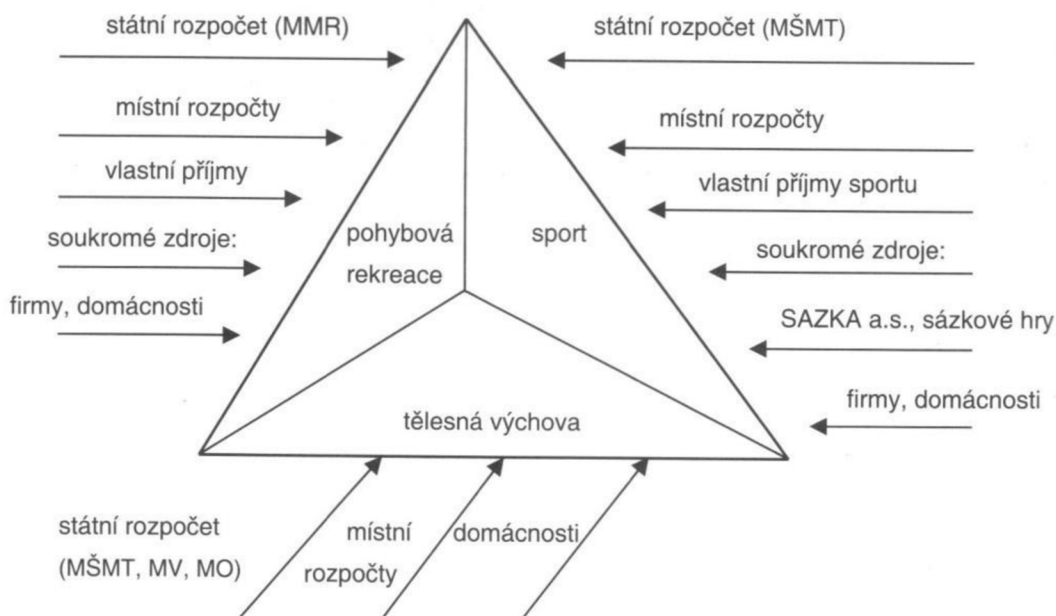 státní rozpočet (MMR)
státní rozpočet (MŠMT)
místní rozpočty
místní rozpočty
vlastní příjmy
vlastní příjmy sportu
pohybová
rekreace
sport
soukromé zdroje:
soukromé zdroje:
firmy, domácnosti
SAZKA a.s., sázkové hry
firmy, domácnosti
tělesná výchova
státní rozpočet
(MŠMT, MV, MO)
místní
rozpočty
domácnosti